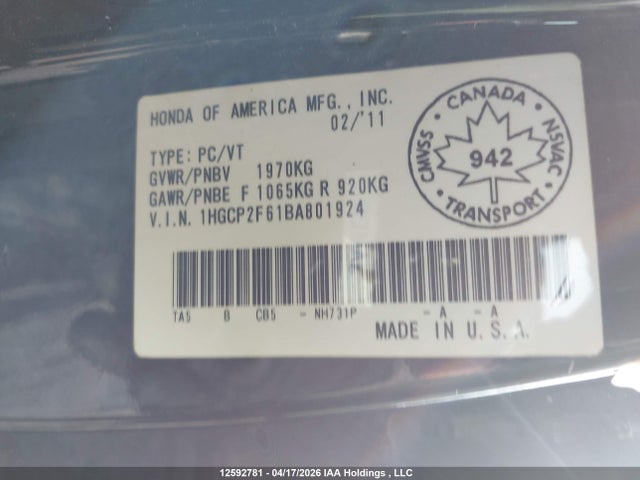 HONDA OF AMERICA MFG., INC.
02/'11
TYPE: PC/VT
GVWR/PNBV 1970KG
GAWR/PNBE F 1065KG R 920KG
V.I.N. 1HGCP2F61BA801924
CANADA
CMVSS NSVAC
942
TRANSPORT
TA5 B CB5 - NH731P - A - A
MADE IN U.S.A.
12592781 - 04/17/2026 IAA Holdings , LLC